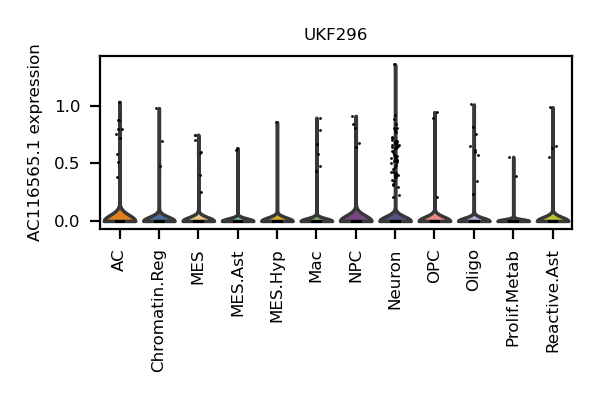 UKF296
AC116565.1 expression
1.0
0.5
0.0
AC
Chromatin.Reg
MES
MES.Ast
MES.Hyp
Mac
NPC
Neuron
OPC
Oligo
Prolif.Metab
Reactive.Ast